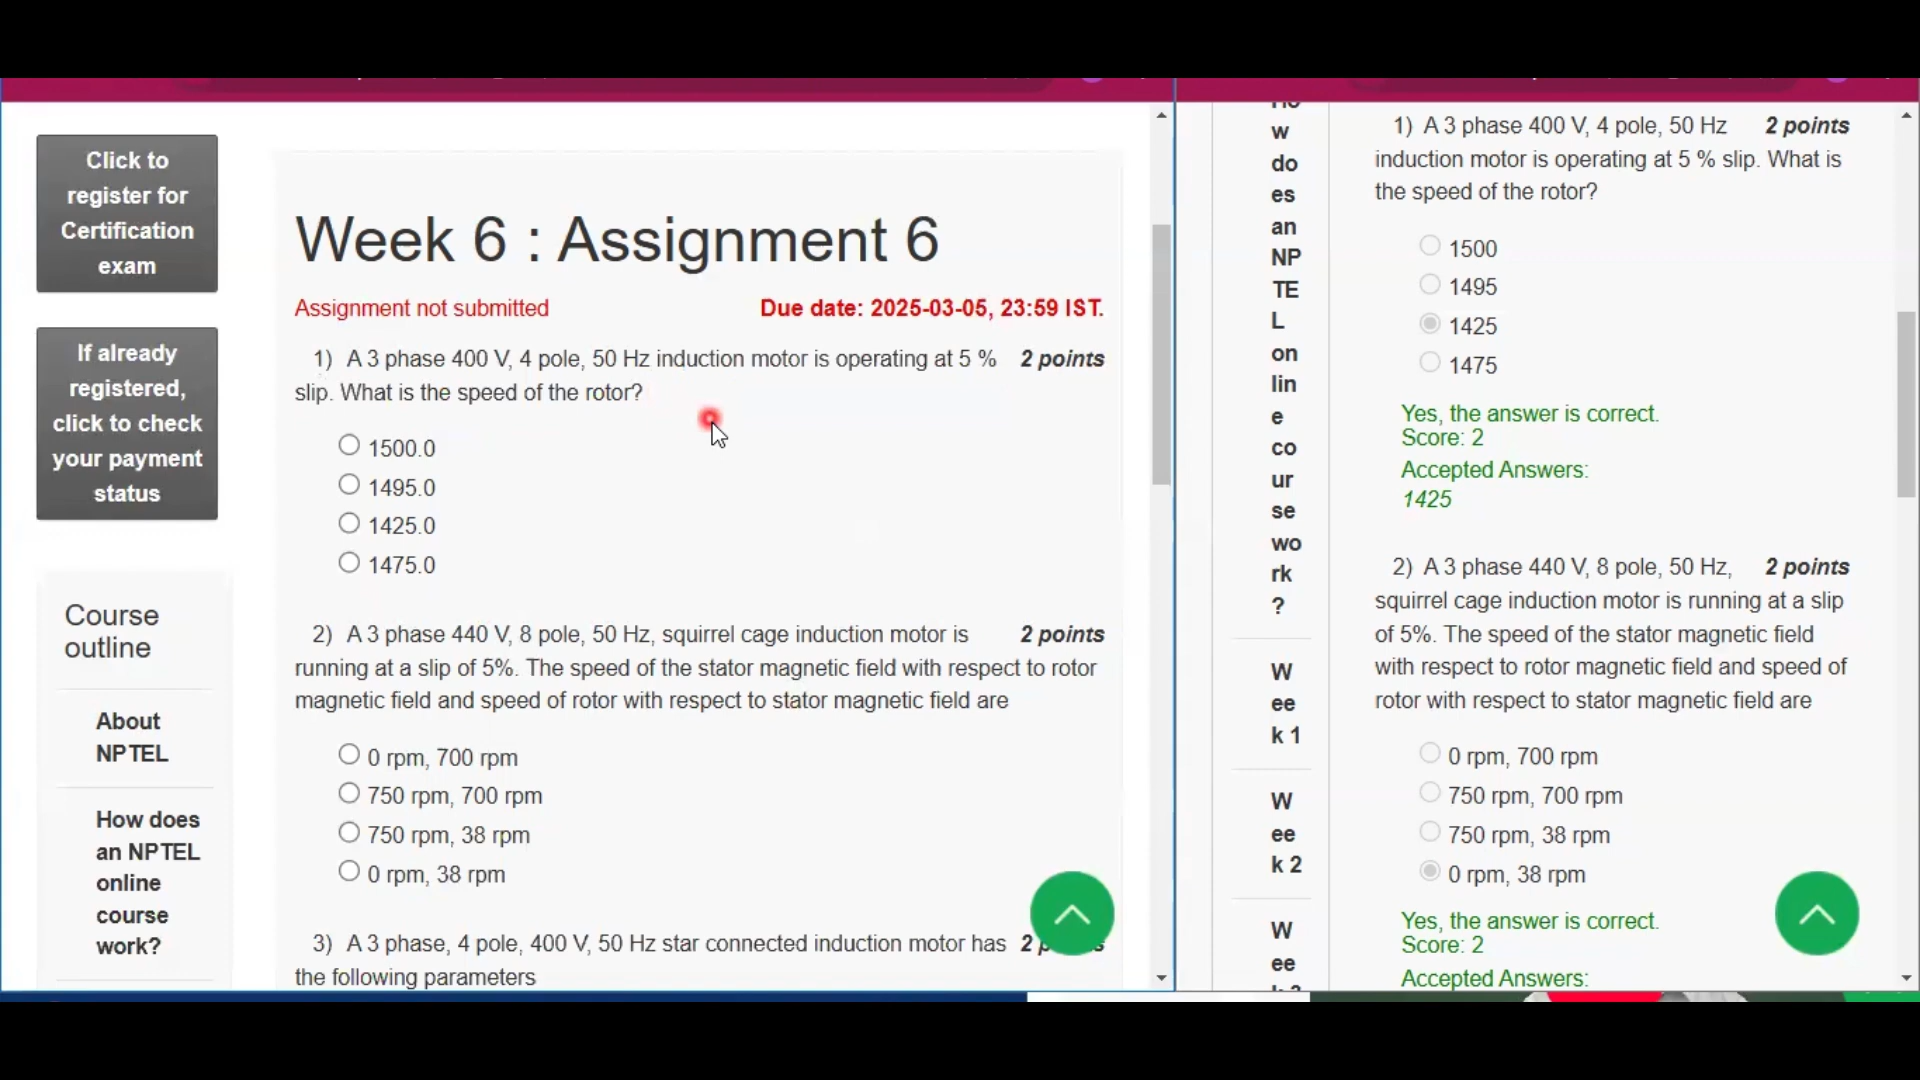 Click to
register for
Certification
exam
If already
registered,
click to check
your payment
status
Course
outline
About
NPTEL
How does
an NPTEL
online
course
work?
Week 6 : Assignment 6
Assignment not submitted
Due date: 2025-03-05, 23:59 IST.
1) A 3 phase 400 V, 4 pole, 50 Hz induction motor is operating at 5 % 2 points
slip. What is the speed of the rotor?
1500.0
1495.0
1425.0
1475.0
2) A 3 phase 440 V, 8 pole, 50 Hz, squirrel cage induction motor is 2 points
running at a slip of 5%. The speed of the stator magnetic field with respect to rotor
magnetic field and speed of rotor with respect to stator magnetic field are
0 rpm, 700 rpm
750 rpm, 700 rpm
750 rpm, 38 rpm
0 rpm, 38 rpm
3) A 3 phase, 4 pole, 400 V, 50 Hz star connected induction motor has 2
the following parameters
w
do
es
an
NP
TE
L
on
lin
e
co
ur
se
wo
rk
?
W
ee
k 1
W
ee
k 2
W
ee
1) A 3 phase 400 V, 4 pole, 50 Hz 2 points
induction motor is operating at 5 % slip. What is
the speed of the rotor?
1500
1495
1425
1475
Yes, the answer is correct.
Score: 2
Accepted Answers:
1425
2) A 3 phase 440 V, 8 pole, 50 Hz, 2 points
squirrel cage induction motor is running at a slip
of 5%. The speed of the stator magnetic field
with respect to rotor magnetic field and speed of
rotor with respect to stator magnetic field are
0 rpm, 700 rpm
750 rpm, 700 rpm
750 rpm, 38 rpm
0 rpm, 38 rpm
Yes, the answer is correct.
Score: 2
Accepted Answers: